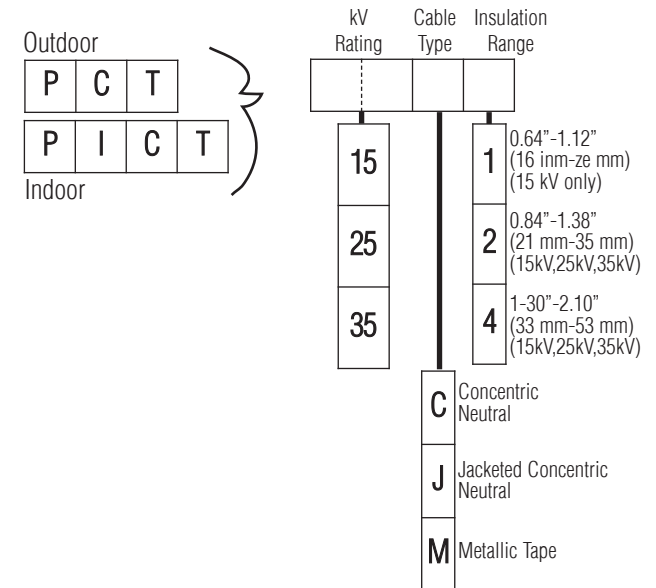 Outdoor
P C T
P I C T
Indoor
kV
Rating
Cable
Type
Insulation
Range
15
25
35
1
0.64”-1.12”
(16 inm-ze mm)
(15 kV only)
2
0.84”-1.38”
(21 mm-35 mm)
(15kV,25kV,35kV)
4
1-30”-2.10”
(33 mm-53 mm)
(15kV,25kV,35kV)
C
Concentric
Neutral
J
Jacketed Concentric
Neutral
M
Metallic Tape